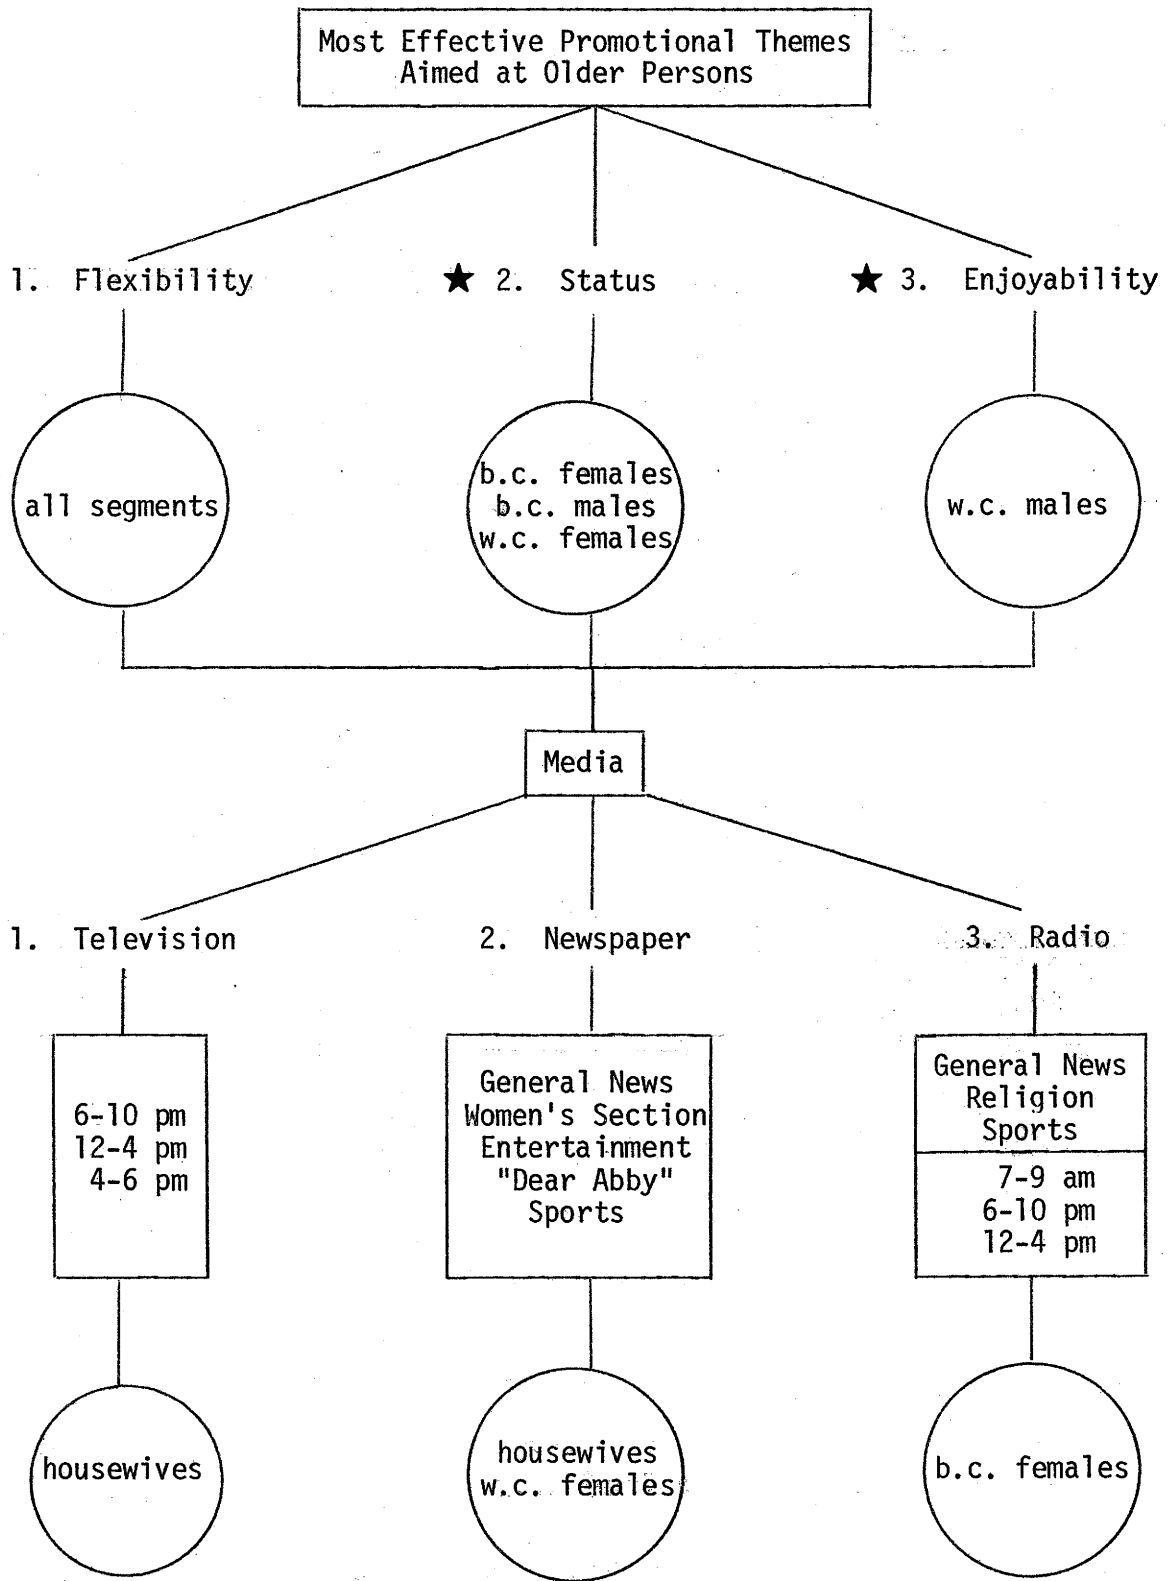 Most Effective Promotional Themes
Aimed at Older Persons
1. Flexibility
★ 2. Status
★ 3. Enjoyability
all segments
b.c. females
b.c. males
w.c. females
w.c. males
Media
1. Television
2. Newspaper
3. Radio
6-10 pm
12-4 pm
4-6 pm
General News
Women's Section
Entertainment
"Dear Abby"
Sports
General News
Religion
Sports
7-9 am
6-10 pm
12-4 pm
housewives
housewives
w.c. females
b.c. females